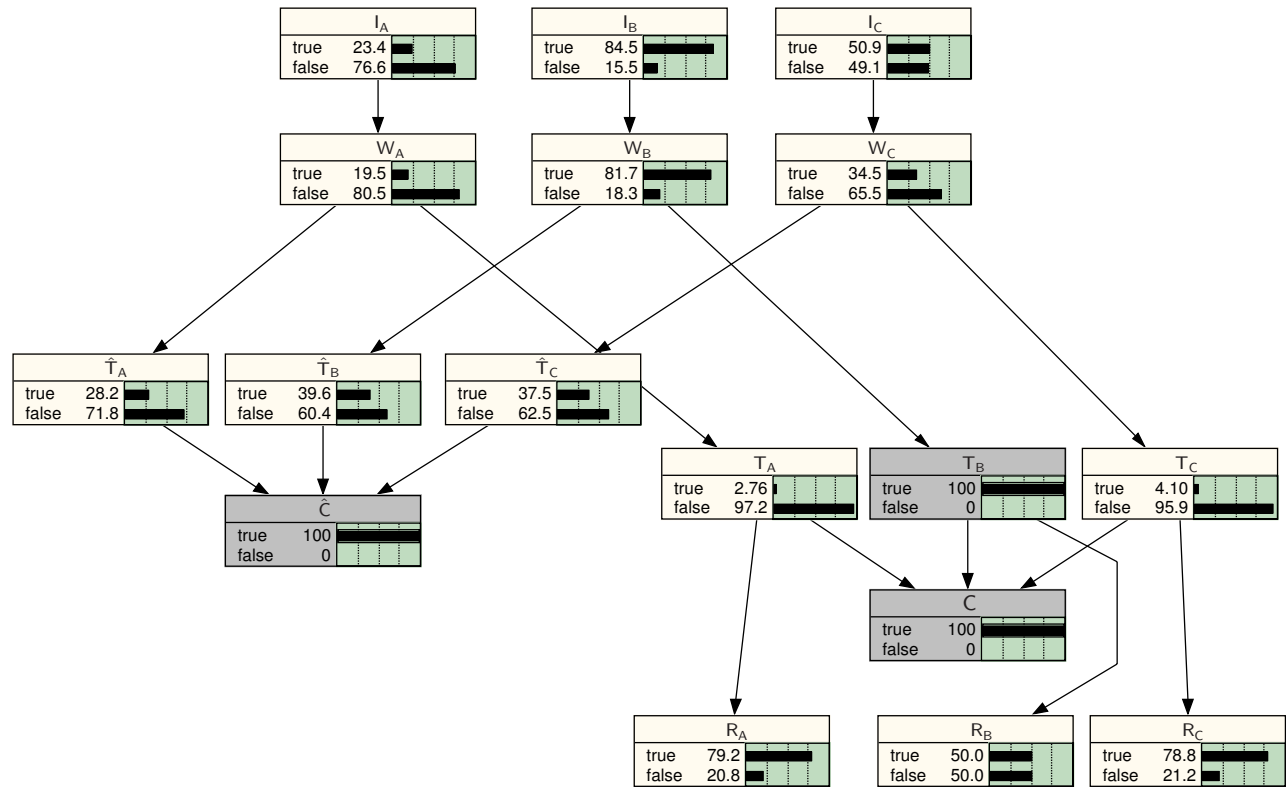 I_A
true 23.4
false 76.6
I_B
true 84.5
false 15.5
I_C
true 50.9
false 49.1
W_A
true 19.5
false 80.5
W_B
true 81.7
false 18.3
W_C
true 34.5
false 65.5
T̂_A
true 28.2
false 71.8
T̂_B
true 39.6
false 60.4
T̂_C
true 37.5
false 62.5
T_A
true 2.76
false 97.2
T_B
true 100
false 0
T_C
true 4.10
false 95.9
Ĉ
true 100
false 0
C
true 100
false 0
R_A
true 79.2
false 20.8
R_B
true 50.0
false 50.0
R_C
true 78.8
false 21.2